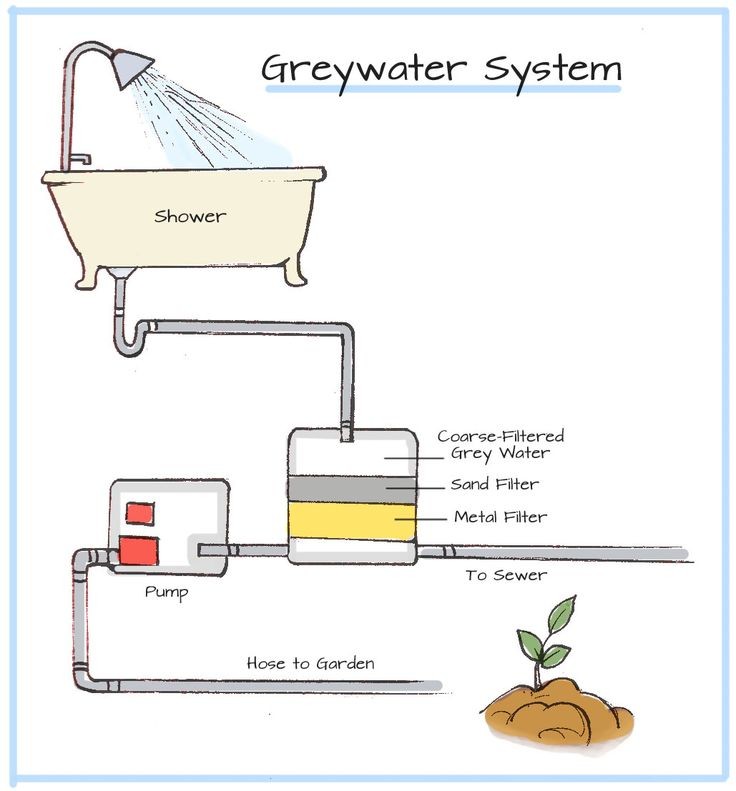 Greywater System
Shower
Coarse-Filtered
Grey Water
Sand Filter
Metal Filter
To Sewer
Pump
Hose to Garden